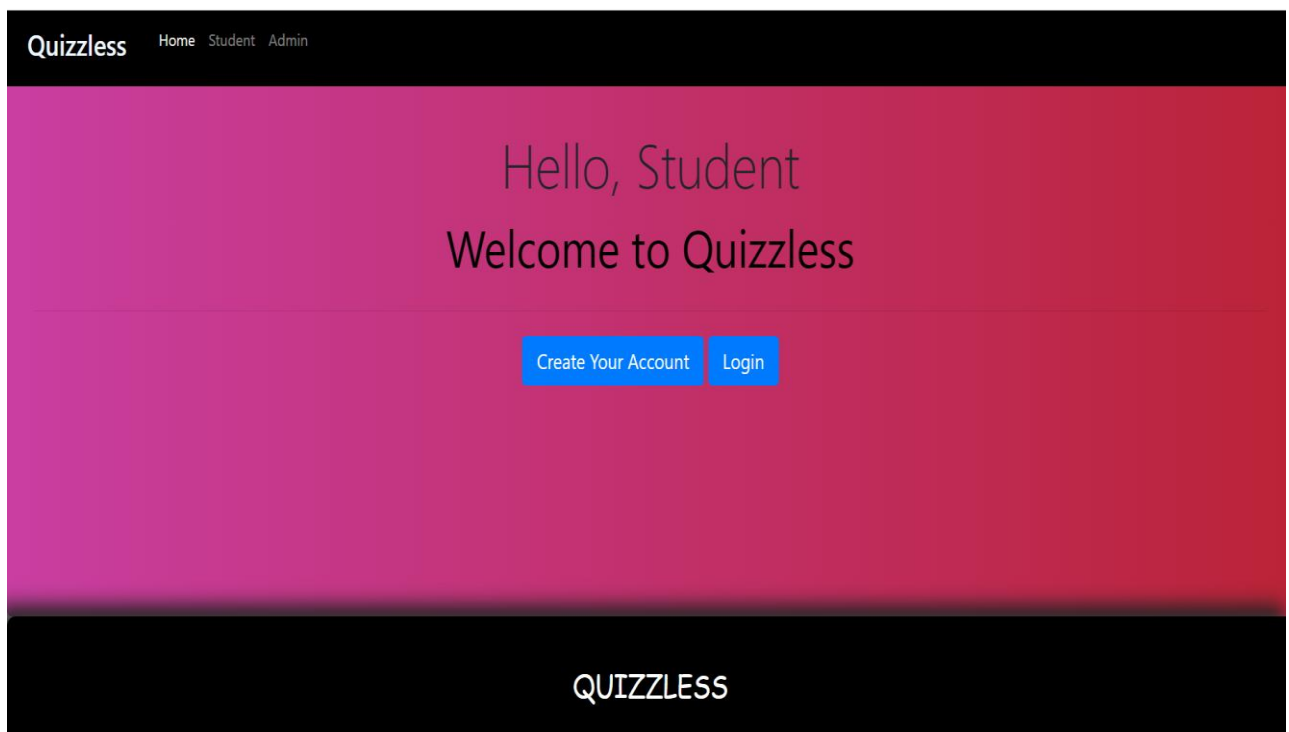 Quizzless Home Student Admin
Hello, Student
Welcome to Quizzless
Create Your Account Login
QUIZZLESS